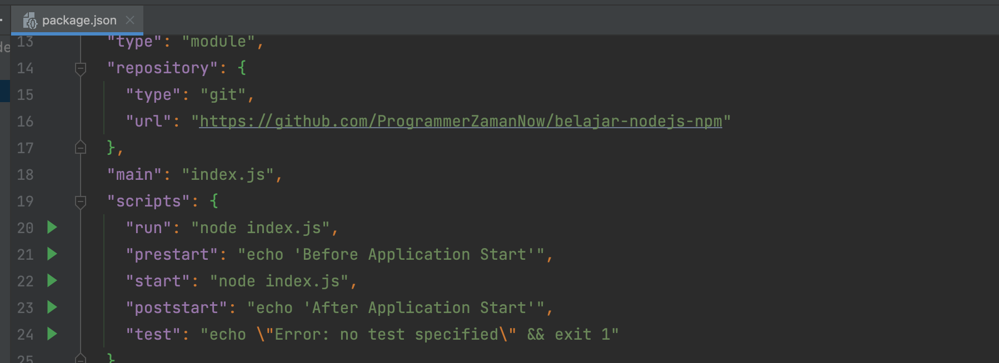 package.json
de
13 "type": "module",
14 "repository": {
15 "type": "git",
16 "url": "https://github.com/ProgrammerZamanNow/belajar-nodejs-npm"
17 },
18 "main": "index.js",
19 "scripts": {
20 "run": "node index.js",
21 "prestart": "echo 'Before Application Start'",
22 "start": "node index.js",
23 "poststart": "echo 'After Application Start'",
24 "test": "echo \"Error: no test specified\" && exit 1"
25 }